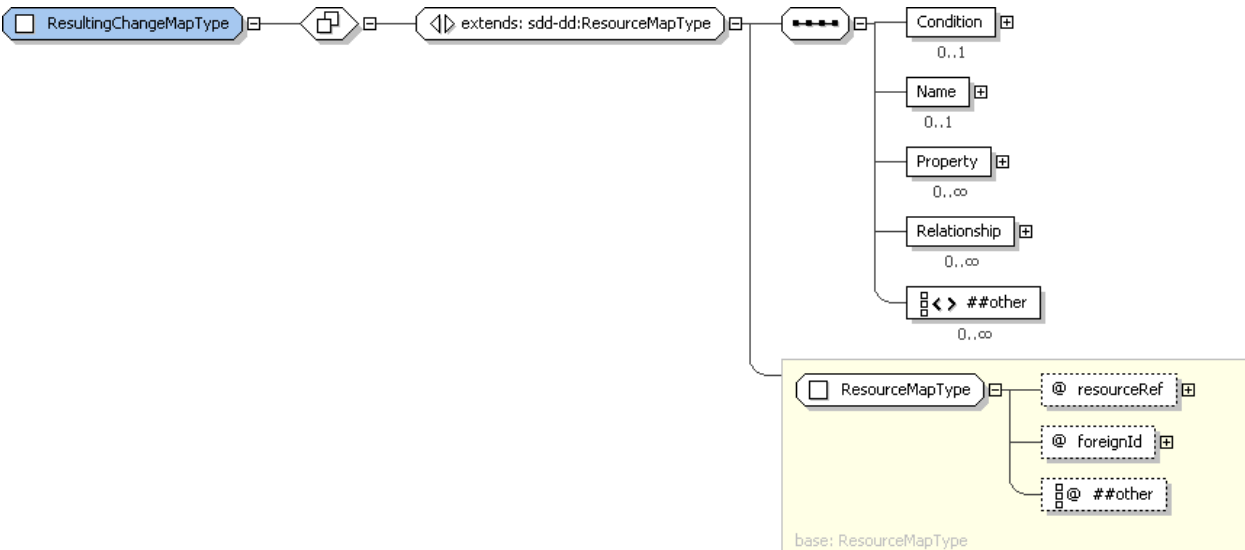 ResultingChangeMapType
extends: sdd-dd:ResourceMapType
Condition
0..1
Name
0..1
Property
0..∞
Relationship
0..∞
##other
0..∞
ResourceMapType
@ resourceRef
@ foreignId
@ ##other
base: ResourceMapType